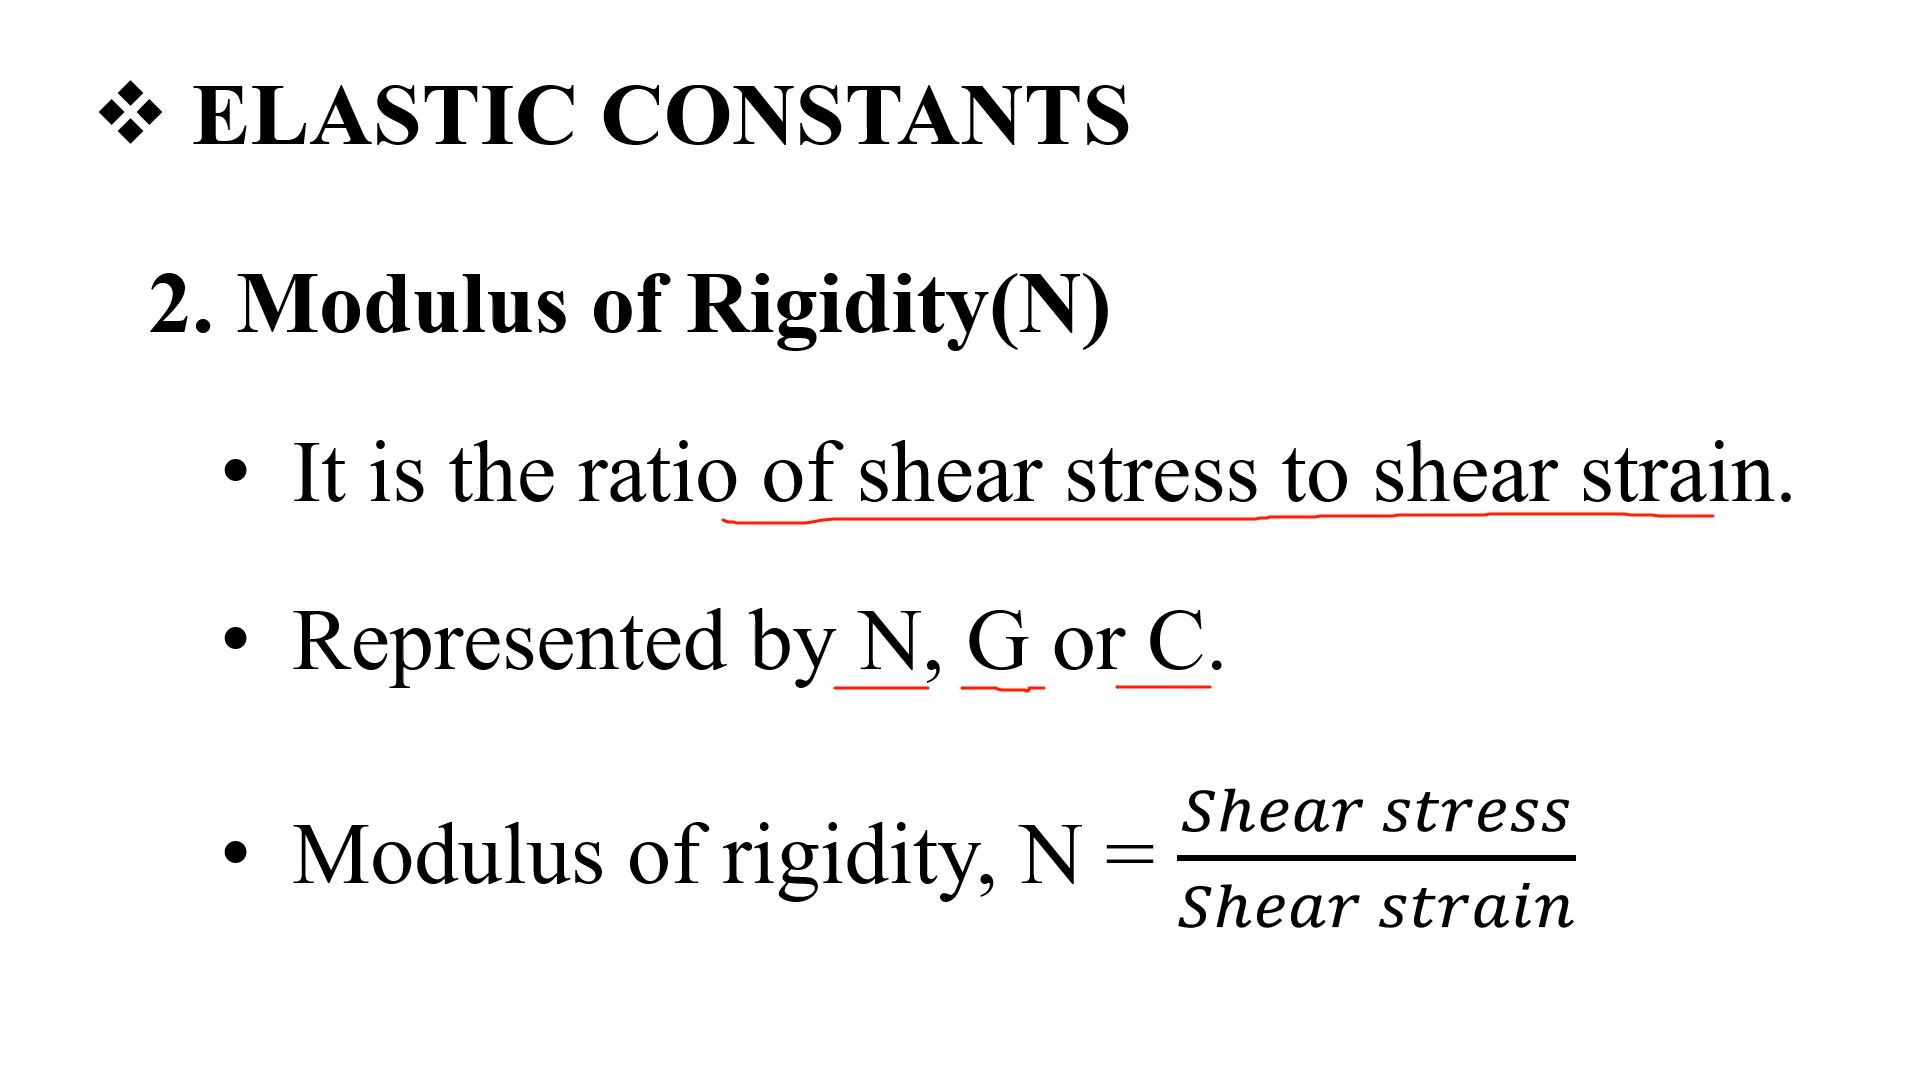 ❖ ELASTIC CONSTANTS
2. Modulus of Rigidity(N)
• It is the ratio of shear stress to shear strain.
• Represented by N, G or C.
• Modulus of rigidity, N = Shear stress / Shear strain